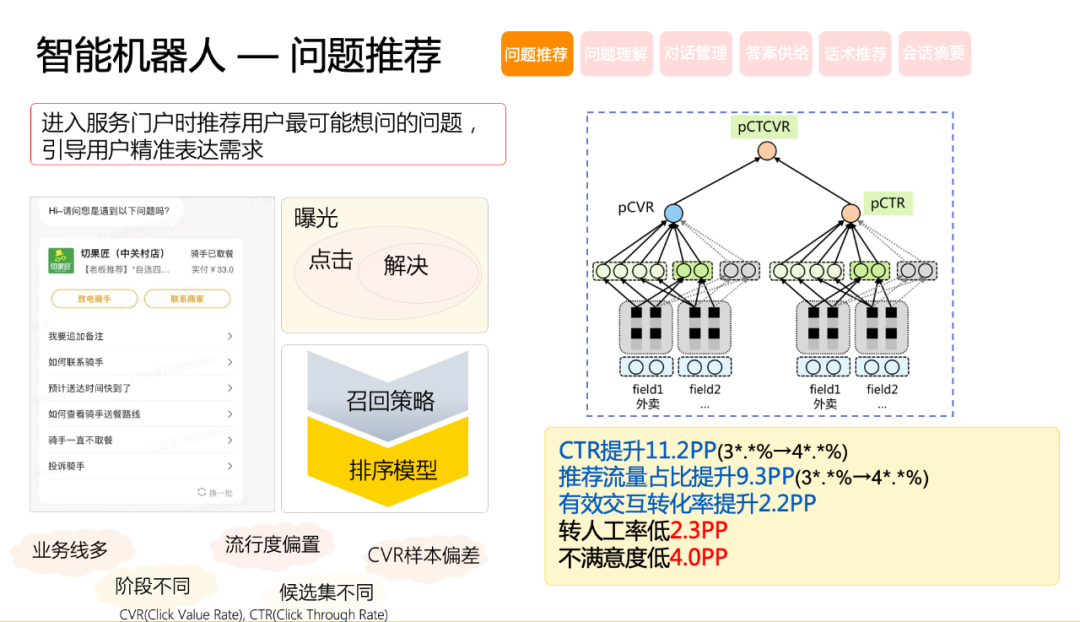 智能机器人 — 问题推荐
问题推荐
问题理解
对话管理
答案供给
话术推荐
会话摘要
进入服务门户时推荐用户最可能想问的问题，
引导用户精准表达需求
Hi~请问您是遇到以下问题吗?
切果匠
切果匠（中关村店）
骑手已取餐
【老板推荐】"自选四...
实付￥33.0
致电骑手
联系商家
我要追加备注
如何联系骑手
预计送达时间快到了
如何查看骑手送餐路线
骑手一直不取餐
投诉骑手
换一批
曝光
点击
解决
召回策略
排序模型
业务线多
流行度偏置
CVR样本偏差
阶段不同
候选集不同
CVR(Click Value Rate), CTR(Click Through Rate)
pCTCVR
pCVR
pCTR
field1
外卖
field2
...
field1
外卖
field2
...
CTR提升11.2PP(3*.*%→4*.*%)
推荐流量占比提升9.3PP(3*.*%→4*.*%)
有效交互转化率提升2.2PP
转人工率低2.3PP
不满意度低4.0PP